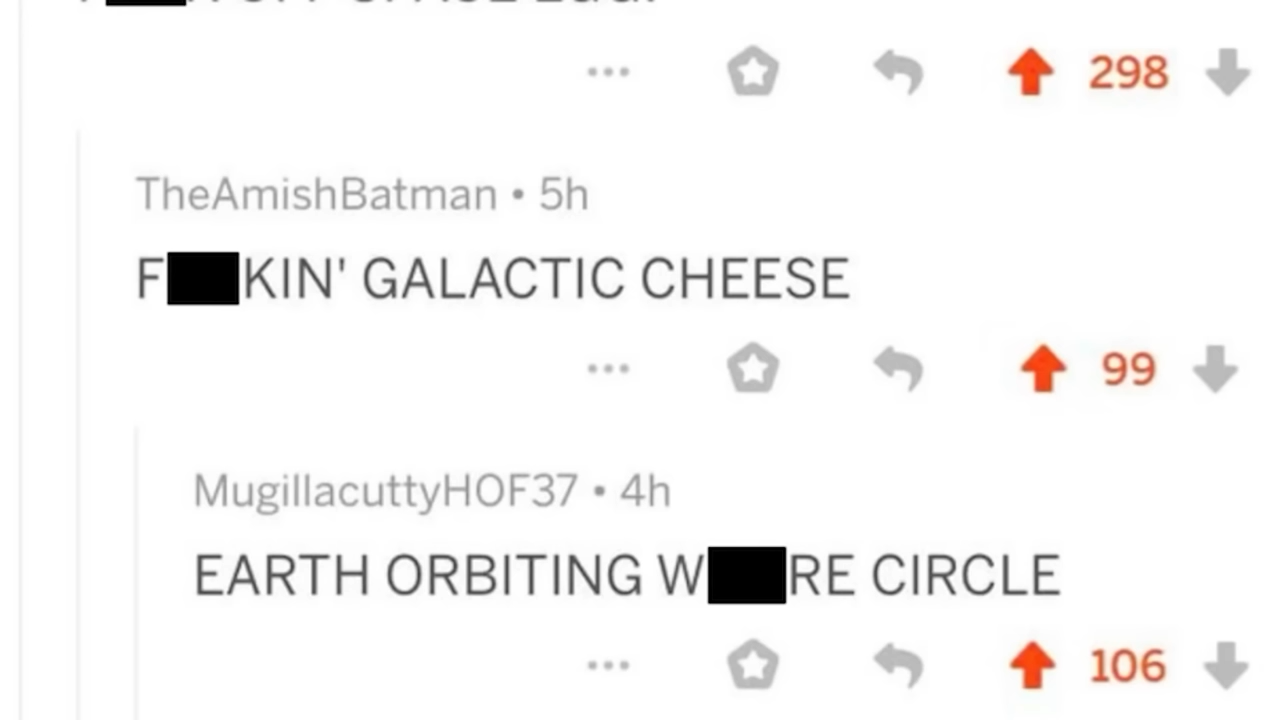 298
TheAmishBatman • 5h
F KIN' GALACTIC CHEESE
99
MugillacuttyHOF37 • 4h
EARTH ORBITING W RE CIRCLE
106